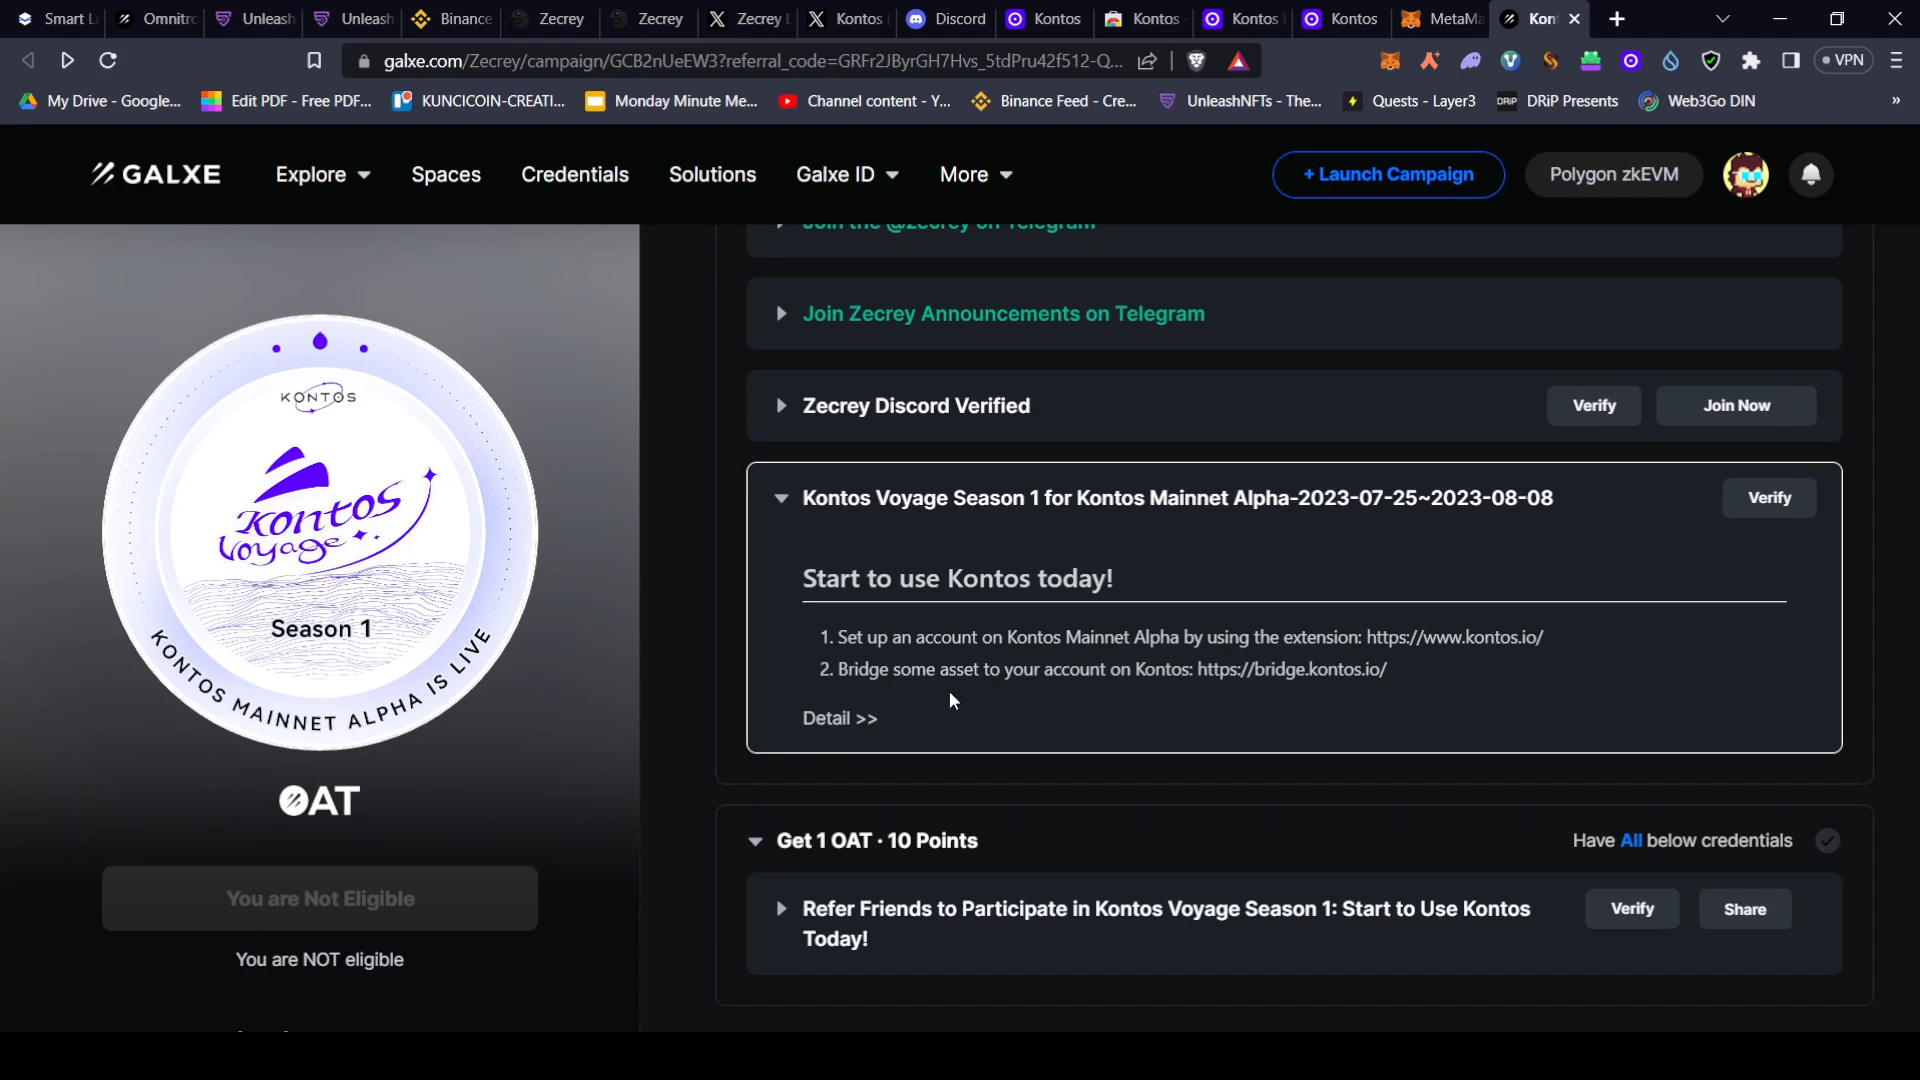 Smart L
Omnitro
Unleash
Unleash
Binance
Zecrey
Zecrey
Zecrey
Kontos
Discord
Kontos
Kontos
Kontos
Kontos
MetaMa
Kon
galxe.com/Zecrey/campaign/GCB2nUeEW3?referral_code=GRFr2JByrGH7Hvs_5tdPru42f512-Q...
VPN
My Drive - Google...
Edit PDF - Free PDF...
KUNCICOIN-CREATI...
Monday Minute Me...
Channel content - Y...
Binance Feed - Cre...
UnleashNFTs - The...
Quests - Layer3
DRiP Presents
Web3Go DIN
»
GALXE
Explore
Spaces
Credentials
Solutions
Galxe ID
More
+ Launch Campaign
Polygon zkEVM
Join the @zecrey on Telegram
Join Zecrey Announcements on Telegram
Zecrey Discord Verified
Verify
Join Now
Kontos Voyage Season 1 for Kontos Mainnet Alpha-2023-07-25~2023-08-08
Verify
Start to use Kontos today!
1. Set up an account on Kontos Mainnet Alpha by using the extension: https://www.kontos.io/
2. Bridge some asset to your account on Kontos: https://bridge.kontos.io/
Detail >>
KONTOS
Kontos
Voyage
Season 1
KONTOS MAINNET ALPHA IS LIVE
OAT
You are Not Eligible
You are NOT eligible
Get 1 OAT · 10 Points
Have All below credentials
Refer Friends to Participate in Kontos Voyage Season 1: Start to Use Kontos
Today!
Verify
Share